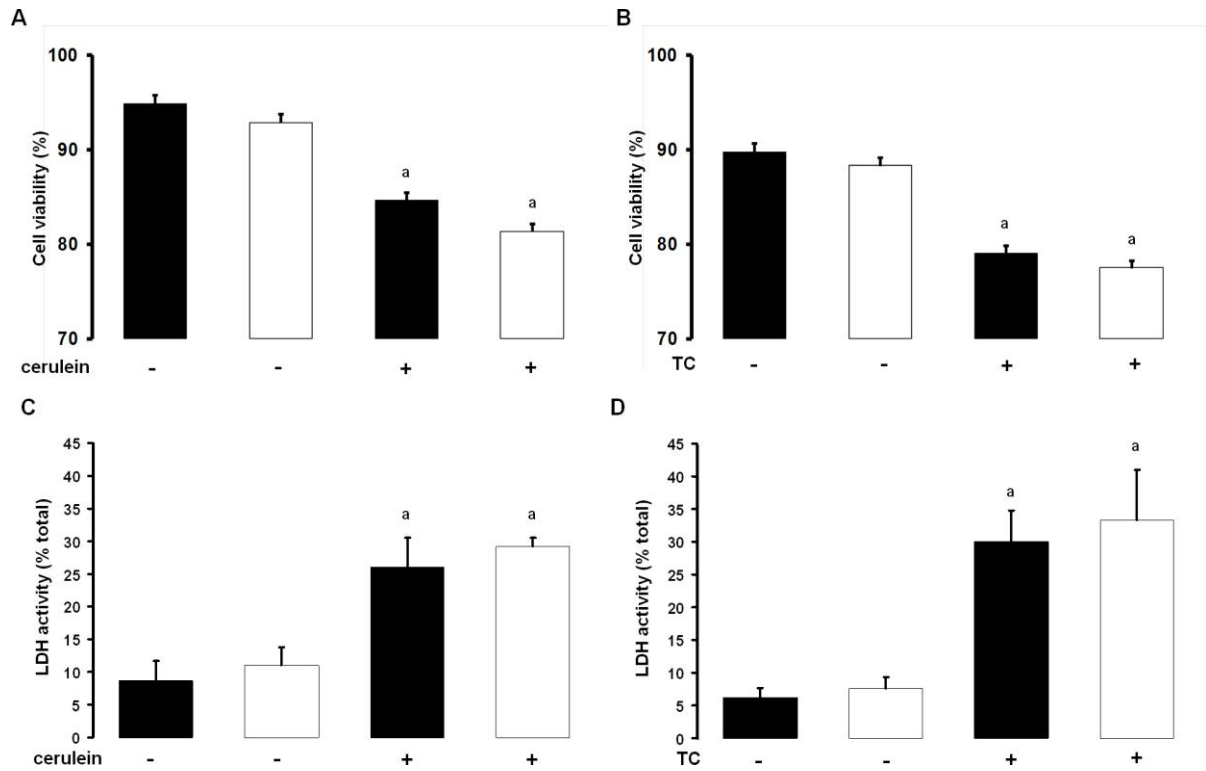 A
100
90
80
70
Cell viability (%)
a
a
cerulein - - + +
B
100
90
80
70
Cell viability (%)
a
a
TC - - + +
C
45
40
35
30
25
20
15
10
5
0
LDH activity (% total)
a
a
cerulein - - + +
D
45
40
35
30
25
20
15
10
5
0
LDH activity (% total)
a
a
TC - - + +